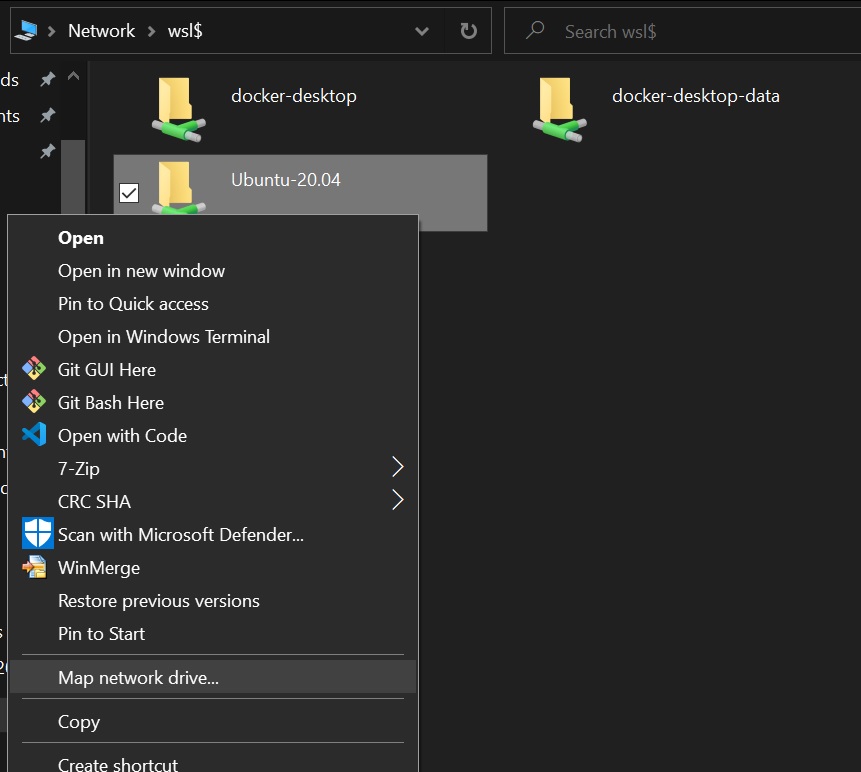 Network
wsl$
Search wsl$
ds
nts
docker-desktop
docker-desktop-data
Ubuntu-20.04
Open
Open in new window
Pin to Quick access
Open in Windows Terminal
Git GUI Here
Git Bash Here
Open with Code
7-Zip
CRC SHA
Scan with Microsoft Defender...
WinMerge
Restore previous versions
Pin to Start
Map network drive...
Copy
Create shortcut